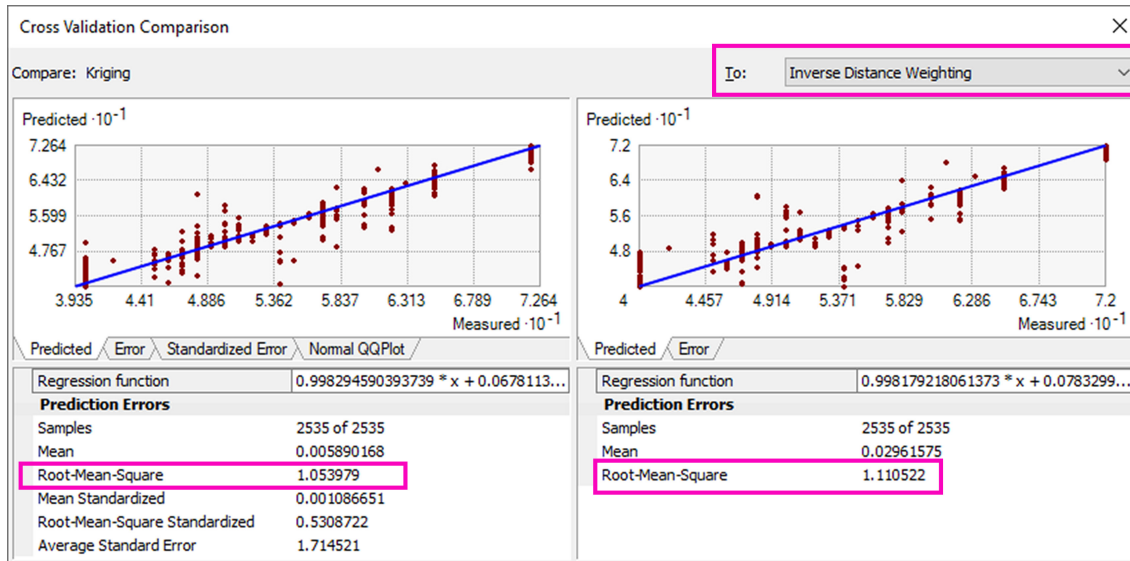 Cross Validation Comparison
Compare: Kriging
To: Inverse Distance Weighting
Predicted ·10⁻¹
7.264
6.432
5.599
4.767
3.935 4.41 4.886 5.362 5.837 6.313 6.789 7.264
Measured ·10⁻¹
Predicted Error Standardized Error Normal QQPlot
Regression function 0.998294590393739 * x + 0.0678113...
Prediction Errors
Samples 2535 of 2535
Mean 0.005890168
Root-Mean-Square 1.053979
Mean Standardized 0.001086651
Root-Mean-Square Standardized 0.5308722
Average Standard Error 1.714521
Predicted ·10⁻¹
7.2
6.4
5.6
4.8
4 4.457 4.914 5.371 5.829 6.286 6.743 7.2
Measured ·10⁻¹
Predicted Error
Regression function 0.998179218061373 * x + 0.0783299...
Prediction Errors
Samples 2535 of 2535
Mean 0.02961575
Root-Mean-Square 1.110522